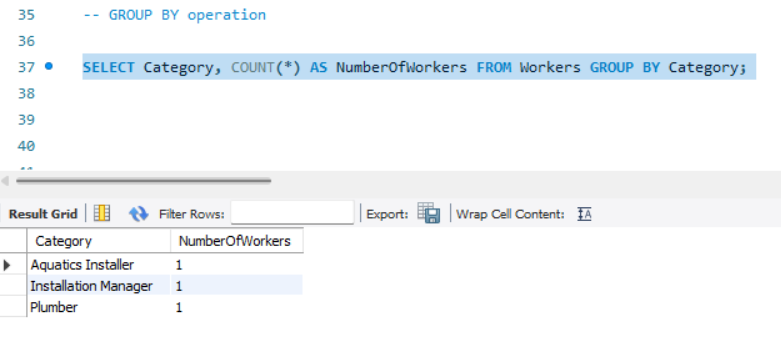 35 -- GROUP BY operation
36
37 SELECT Category, COUNT(*) AS NumberOfWorkers FROM Workers GROUP BY Category;
38
39
40
Result Grid Filter Rows: Export: Wrap Cell Content: IA
Category NumberOfWorkers
Aquatics Installer 1
Installation Manager 1
Plumber 1